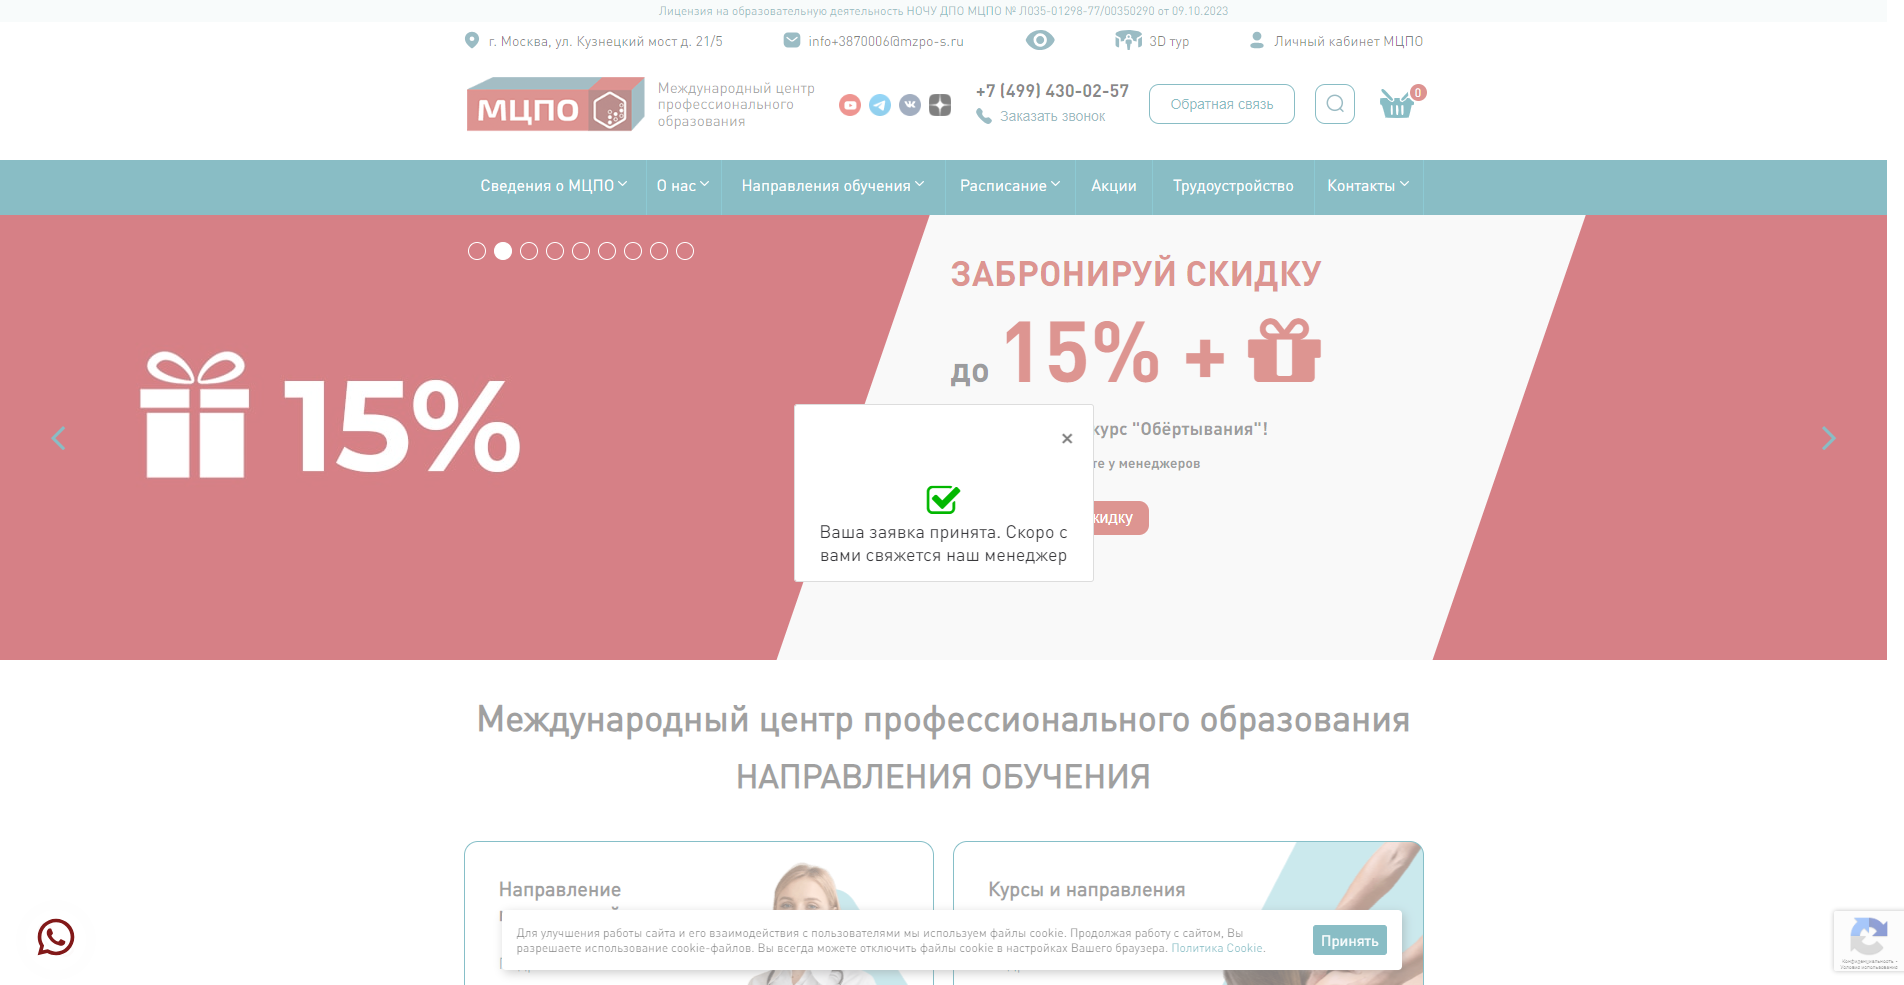 Лицензия на образовательную деятельность НОЧУ ДПО МЦПО № Л035-01298-77/00350290 от 09.10.2023
г. Москва, ул. Кузнецкий мост д. 21/5
info+3870006@mzpo-s.ru
3D тур
Личный кабинет МЦПО
МЦПО
Международный центр
профессионального
образования
+7 (499) 430-02-57
Заказать звонок
Обратная связь
0
Сведения о МЦПО
О нас
Направления обучения
Расписание
Акции
Трудоустройство
Контакты
15%
ЗАБРОНИРУЙ СКИДКУ
до 15% +
курс "Обёртывания"!
те у менеджеров
кидку
×
Ваша заявка принята. Скоро с
вами свяжется наш менеджер
Международный центр профессионального образования
НАПРАВЛЕНИЯ ОБУЧЕНИЯ
Направление
Курсы и направления
Для улучшения работы сайта и его взаимодействия с пользователями мы используем файлы cookie. Продолжая работу с сайтом, Вы
разрешаете использование cookie-файлов. Вы всегда можете отключить файлы cookie в настройках Вашего браузера. Политика Cookie.
Принять
Конфиденциальность -
Условия использования